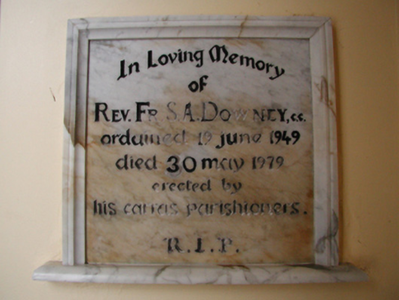 In Loving Memory
of
REV. FR S.A. DOWNEY, c.c.
ordained 19 june 1949
died 30 may 1979
erected by
his carras parishioners.
R.I.P.